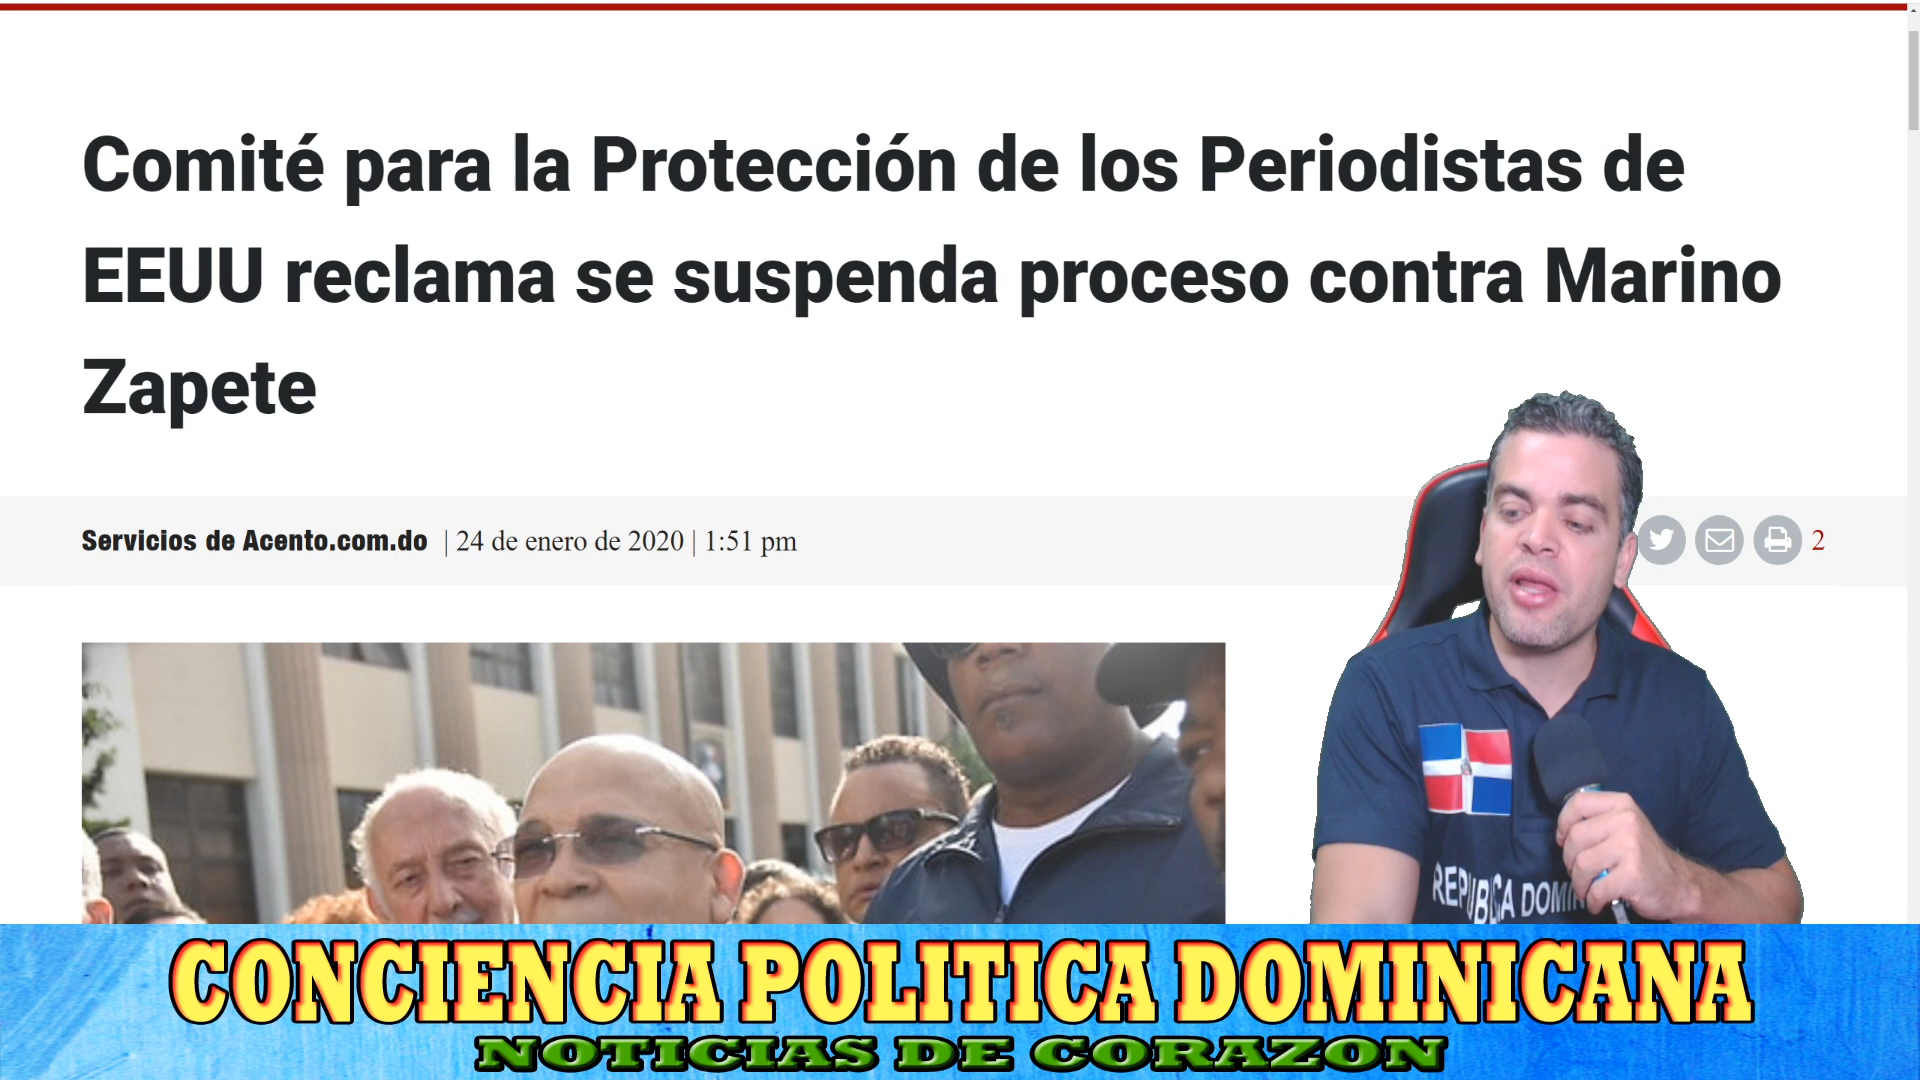 Comité para la Protección de los Periodistas de
EEUU reclama se suspenda proceso contra Marino
Zapete
Servicios de Acento.com.do | 24 de enero de 2020 | 1:51 pm
2
REPUBLICA
CONCIENCIA POLITICA DOMINICANA
NOTICIAS DE CORAZON